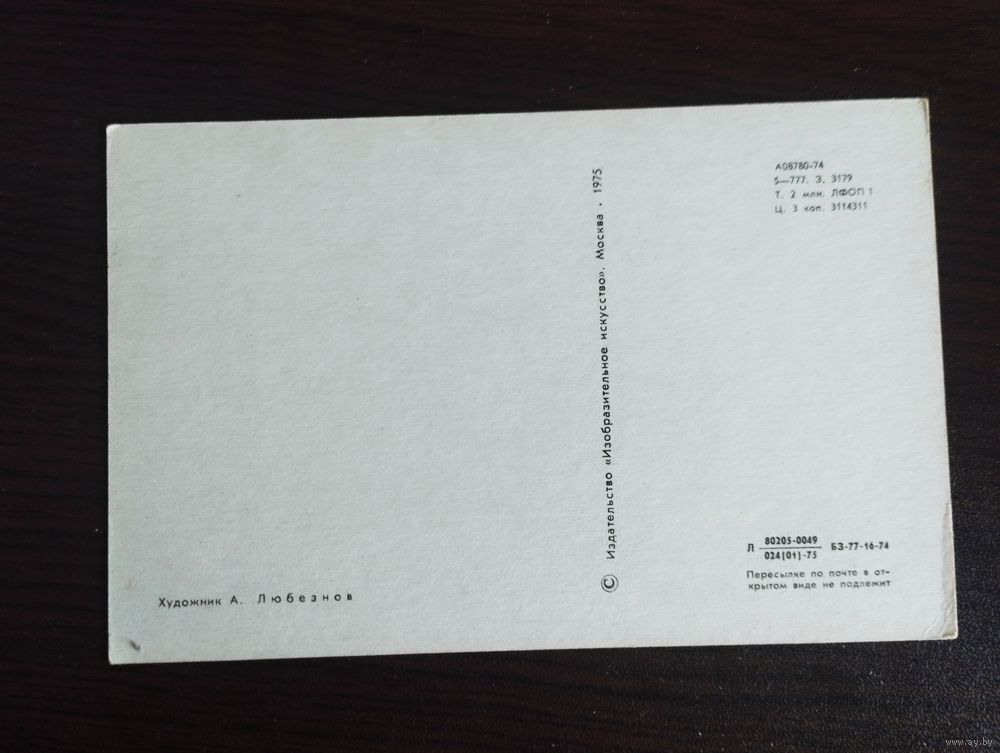 А08780-74
5—777. З. 3179
Т. 2 млн. ЛФОП 1
Ц. 3 коп. 3114311
© Издательство «Изобразительное искусство». Москва · 1975
Л 80205-0049 БЗ-77-16-74
024(01)-75
Пересылке по почте в от-
крытом виде не подлежит
Художник А. Любезнов
www.ay.by